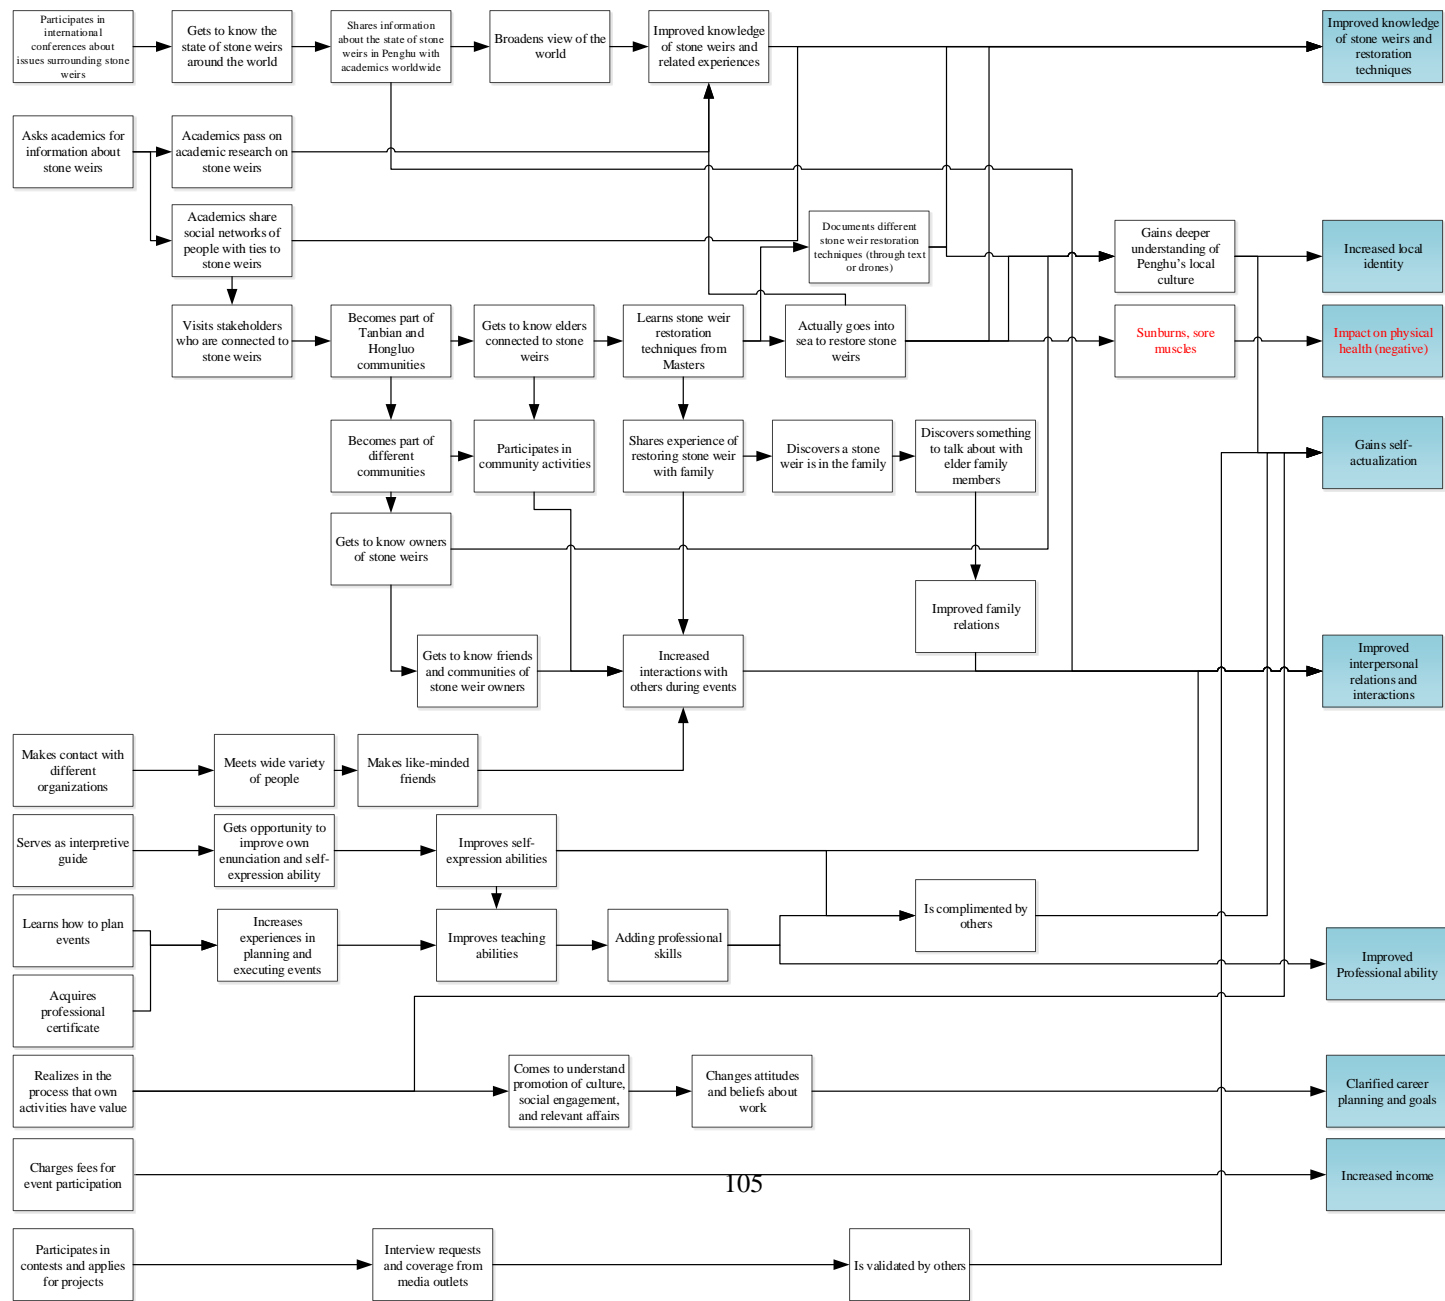 Participates in
international
conferences about
issues surrounding stone
weirs
Gets to know the
state of stone weirs
around the world
Shares information
about the state of stone
weirs in Penghu with
academics worldwide
Broadens view of the
world
Improved knowledge
of stone weirs and
related experiences
Improved knowledge
of stone weirs and
restoration
techniques
Asks academics for
information about
stone weirs
Academics pass on
academic research on
stone weirs
Academics share
social networks of
people with ties to
stone weirs
Documents different
stone weir restoration
techniques (through text
or drones)
Gains deeper
understanding of
Penghu's local
culture
Increased local
identity
Visits stakeholders
who are connected to
stone weirs
Becomes part of
Tanbian and
Hongluo
communities
Gets to know elders
connected to stone
weirs
Learns stone weir
restoration
techniques from
Masters
Actually goes into
sea to restore stone
weirs
Sunburns, sore
muscles
Impact on physical
health (negative)
Becomes part of
different
communities
Participates in
community activities
Shares experience of
restoring stone weir
with family
Discovers a stone
weir is in the family
Discovers something
to talk about with
elder family
members
Gains self-
actualization
Gets to know owners
of stone weirs
Improved family
relations
Gets to know friends
and communities of
stone weir owners
Increased
interactions with
others during events
Improved
interpersonal
relations and
interactions
Makes contact with
different
organizations
Meets wide variety
of people
Makes like-minded
friends
Serves as interpretive
guide
Gets opportunity to
improve own
enunciation and self-
expression ability
Improves self-
expression abilities
Learns how to plan
events
Increases
experiences in
planning and
executing events
Improves teaching
abilities
Adding professional
skills
Is complimented by
others
Improved
Professional ability
Acquires
professional
certificate
Realizes in the
process that own
activities have value
Comes to understand
promotion of culture,
social engagement,
and relevant affairs
Changes attitudes
and beliefs about
work
Clarified career
planning and goals
Charges fees for
event participation
105
Increased income
Participates in
contests and applies
for projects
Interview requests
and coverage from
media outlets
Is validated by others